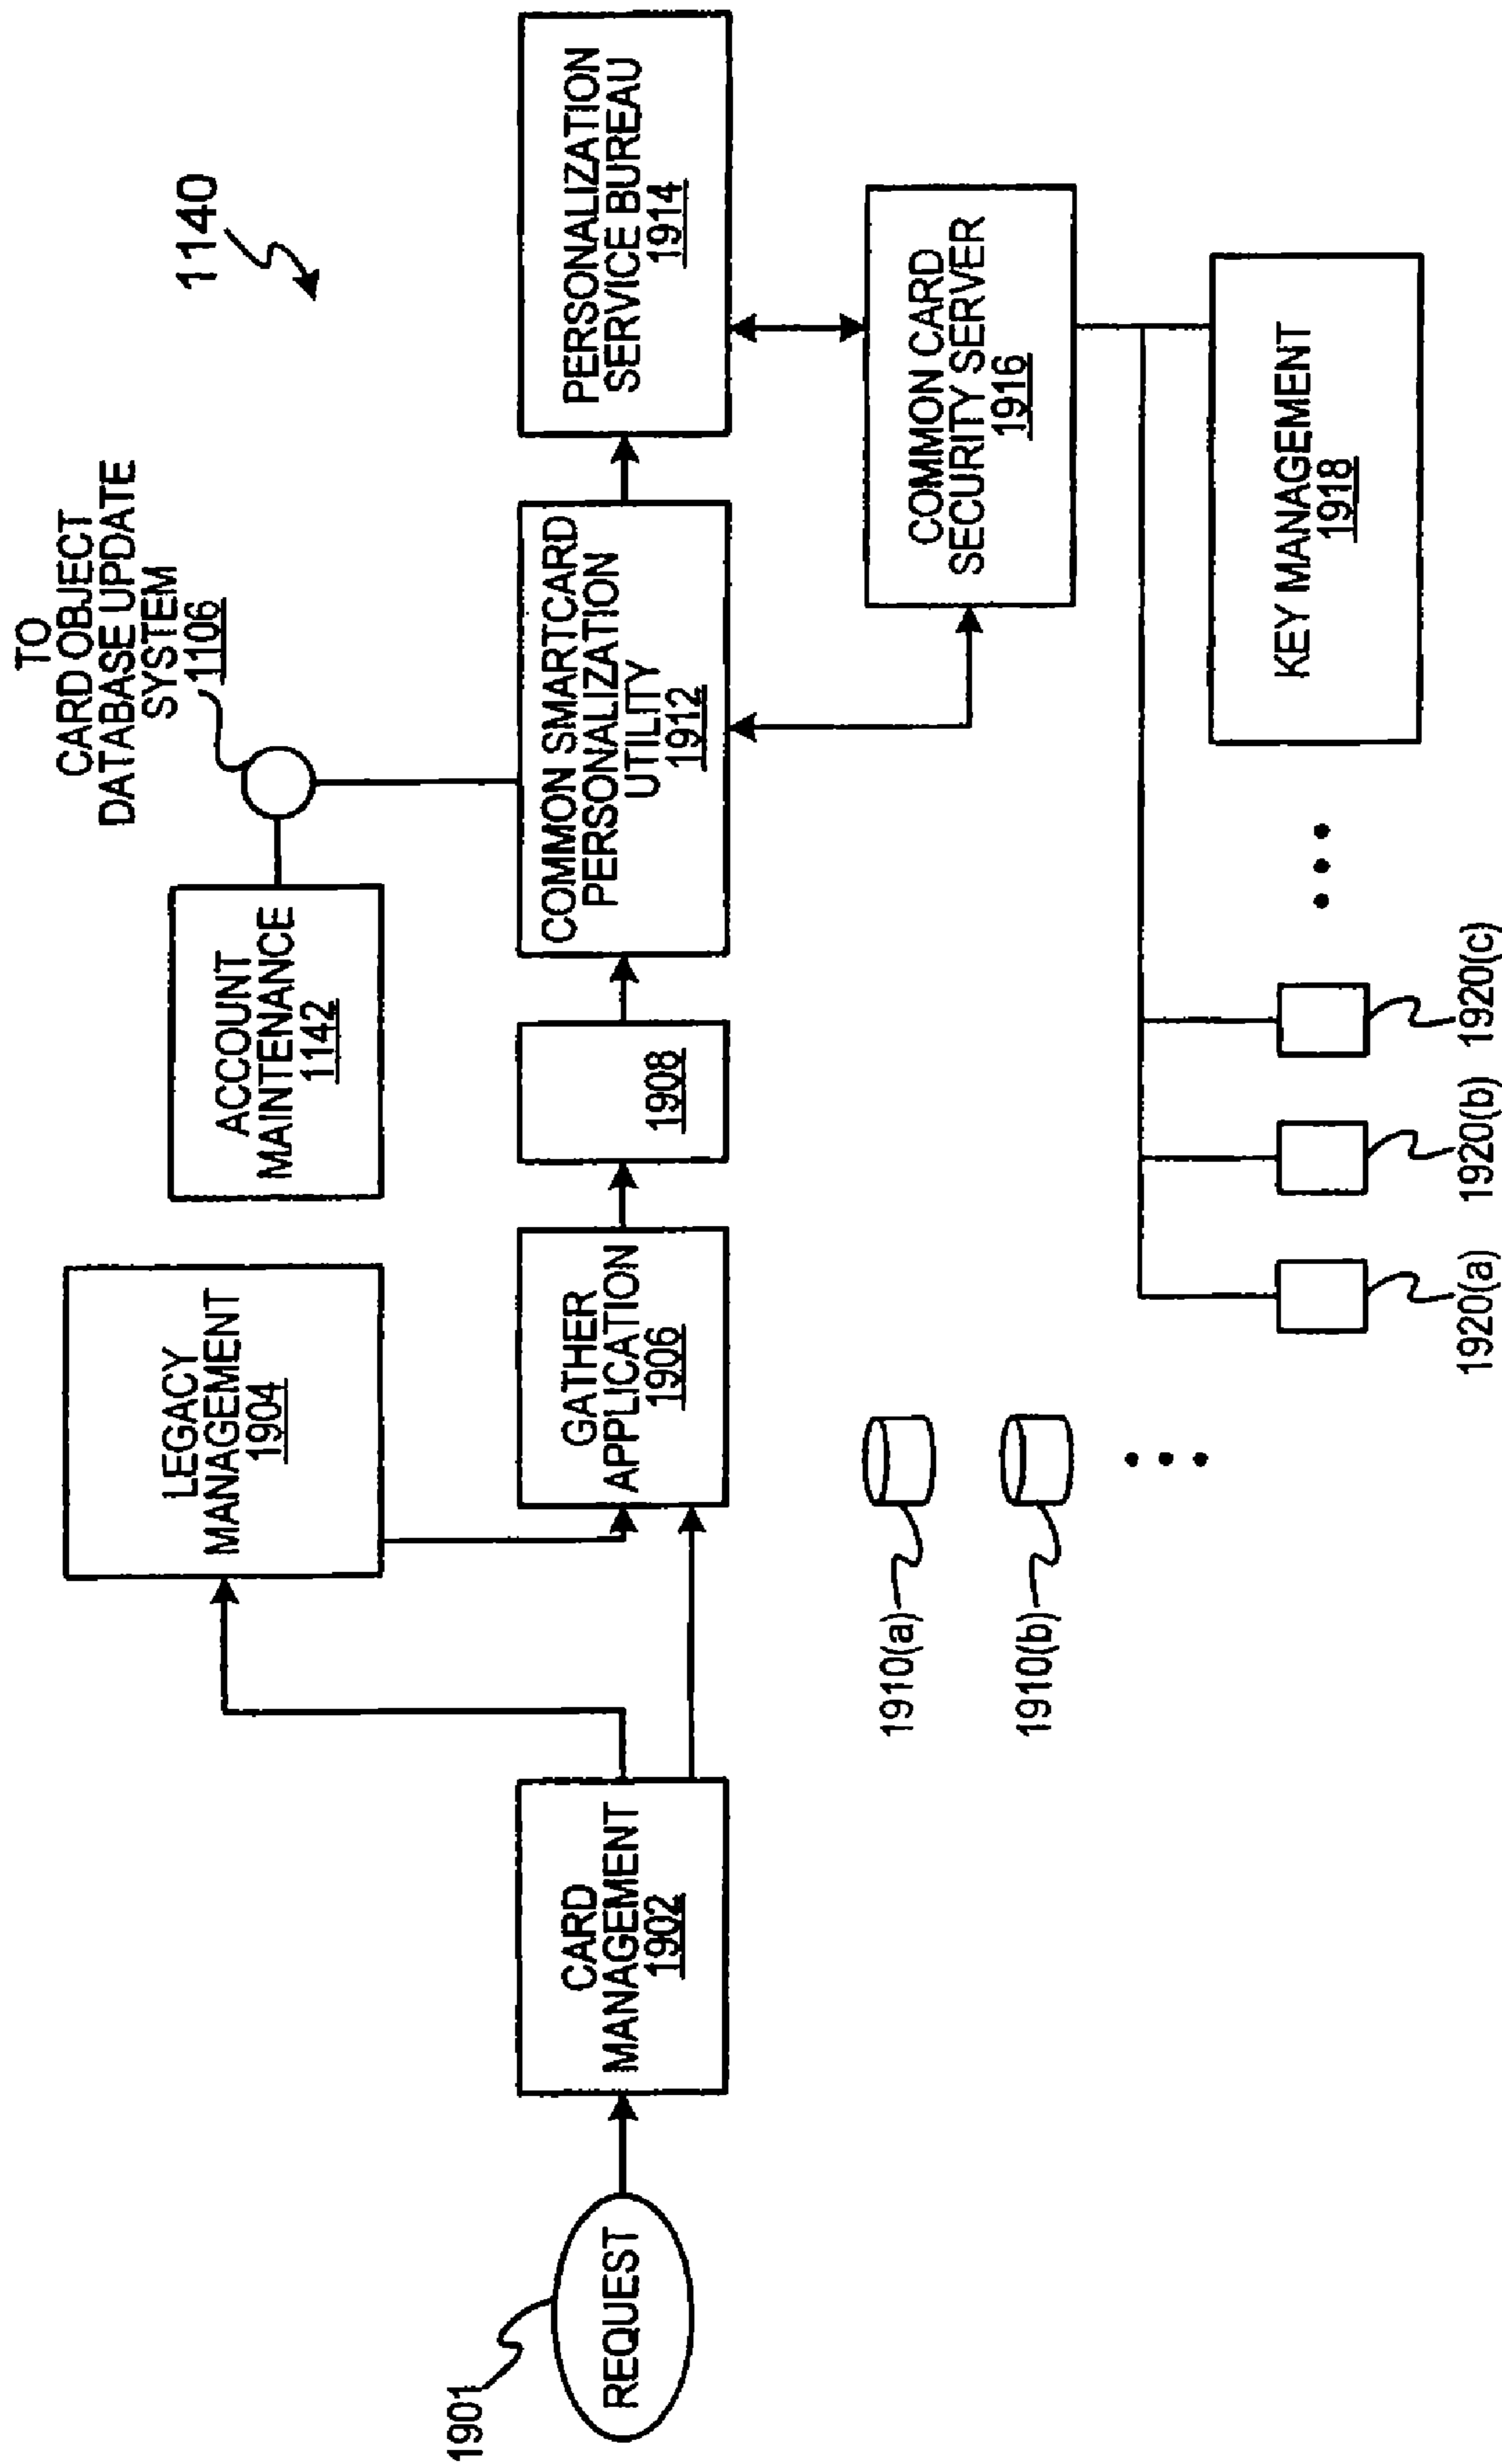 1140
TO
CARD OBJECT
DATABASE UPDATE
SYSTEM
1106
LEGACY
MANAGEMENT
1904
ACCOUNT
MAINTENANCE
1142
1901
REQUEST
CARD
MANAGEMENT
1902
GATHER
APPLICATION
1906
1908
COMMON SMARTCARD
PERSONALIZATION
UTILITY
1912
PERSONALIZATION
SERVICE BUREAU
1914
1910(a)
1910(b)
COMMON CARD
SECURITY SERVER
1916
KEY MANAGEMENT
1918
1920(a)
1920(b)
1920(c)